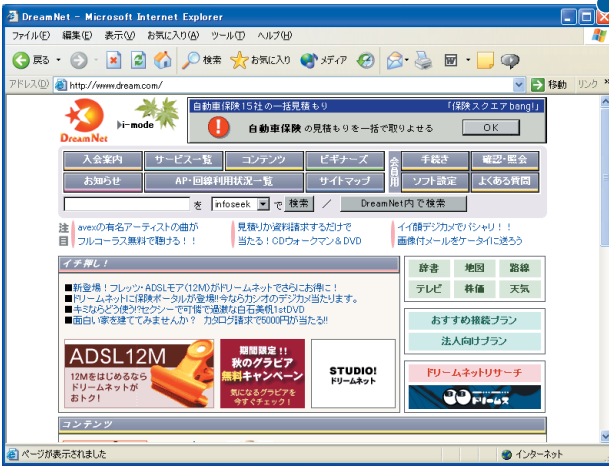 DreamNet - Microsoft Internet Explorer
ファイル(F) 編集(E) 表示(V) お気に入り(A) ツール(T) ヘルプ(H)
戻る 検索 お気に入り メディア
アドレス(D) http://www.dream.com/ 移動 リンク »
DreamNet
i-mode
自動車保険15社の一括見積もり 「保険スクエアbang!」
自動車保険 の見積もりを一括で取りよせる OK
入会案内 サービス一覧 コンテンツ ビギナーズ 会員用 手続き 確認・照会
お知らせ AP・回線利用状況一覧 サイトマップ ソフト設定 よくある質問
を infoseek で 検索 / DreamNet内で検索
注目
avexの有名アーティストの曲が
フルコーラス無料で聴ける!!
見積りか資料請求するだけで
当たる!CDウォークマン&DVD
イイ顔デジカメでパシャリ!!
画像付メールをケータイに送ろう
イチ押し!
■新登場!フレッツ・ADSLモア(12M)がドリームネットでさらにお得に!
■ドリームネットに保険ポータルが登場!!今ならカシオのデジカメ当たります。
■キミならどう使う!?セクシーで可憐で過激な白石美帆1stDVD
■面白い家を建ててみませんか? カタログ請求で5000円が当たる!!
辞書 地図 路線
テレビ 株価 天気
おすすめ接続プラン
法人向けプラン
ADSL12M
12Mをはじめるなら
ドリームネットが
おトク!
期間限定!!
秋のグラビア
無料キャンペーン
気になるグラビアを
今すぐチェック!
STUDIO!
ドリームネット
ドリームネットリサーチ
ドリームズ
コンテンツ
ページが表示されました インターネット